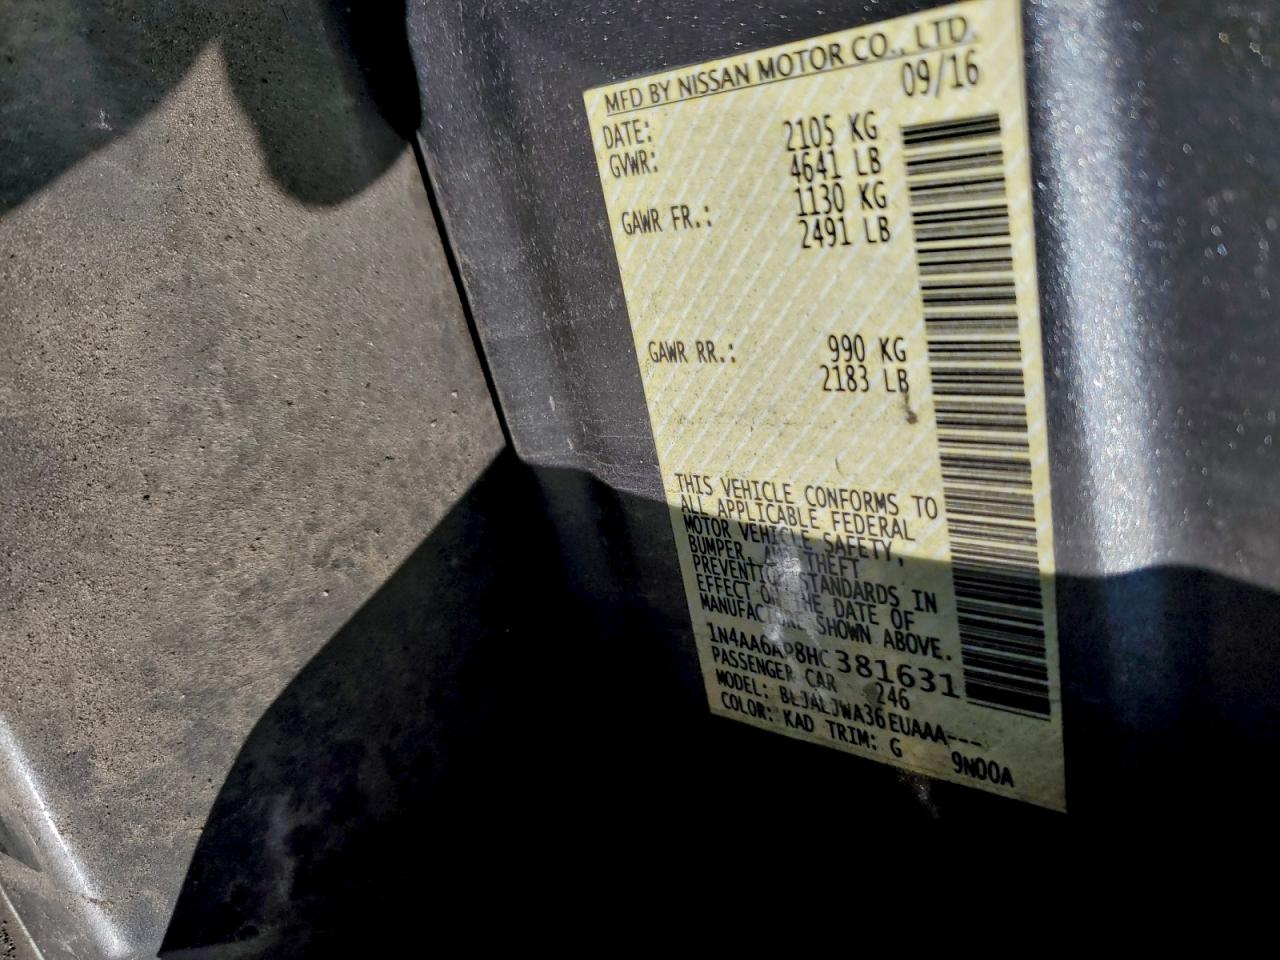 MFD BY NISSAN MOTOR CO., LTD.
DATE: 09/16
GVWR: 2105 KG
4641 LB
GAWR FR.: 1130 KG
2491 LB
GAWR RR.: 990 KG
2183 LB
THIS VEHICLE CONFORMS TO
ALL APPLICABLE FEDERAL
MOTOR VEHICLE SAFETY,
BUMPER, AND THEFT
PREVENTION STANDARDS IN
EFFECT ON THE DATE OF
MANUFACTURE SHOWN ABOVE.
1N4AA6AP8HC381631
PASSENGER CAR 246
MODEL: BLJALJWA36EUAAA---
COLOR: KAD TRIM: G 9N00A